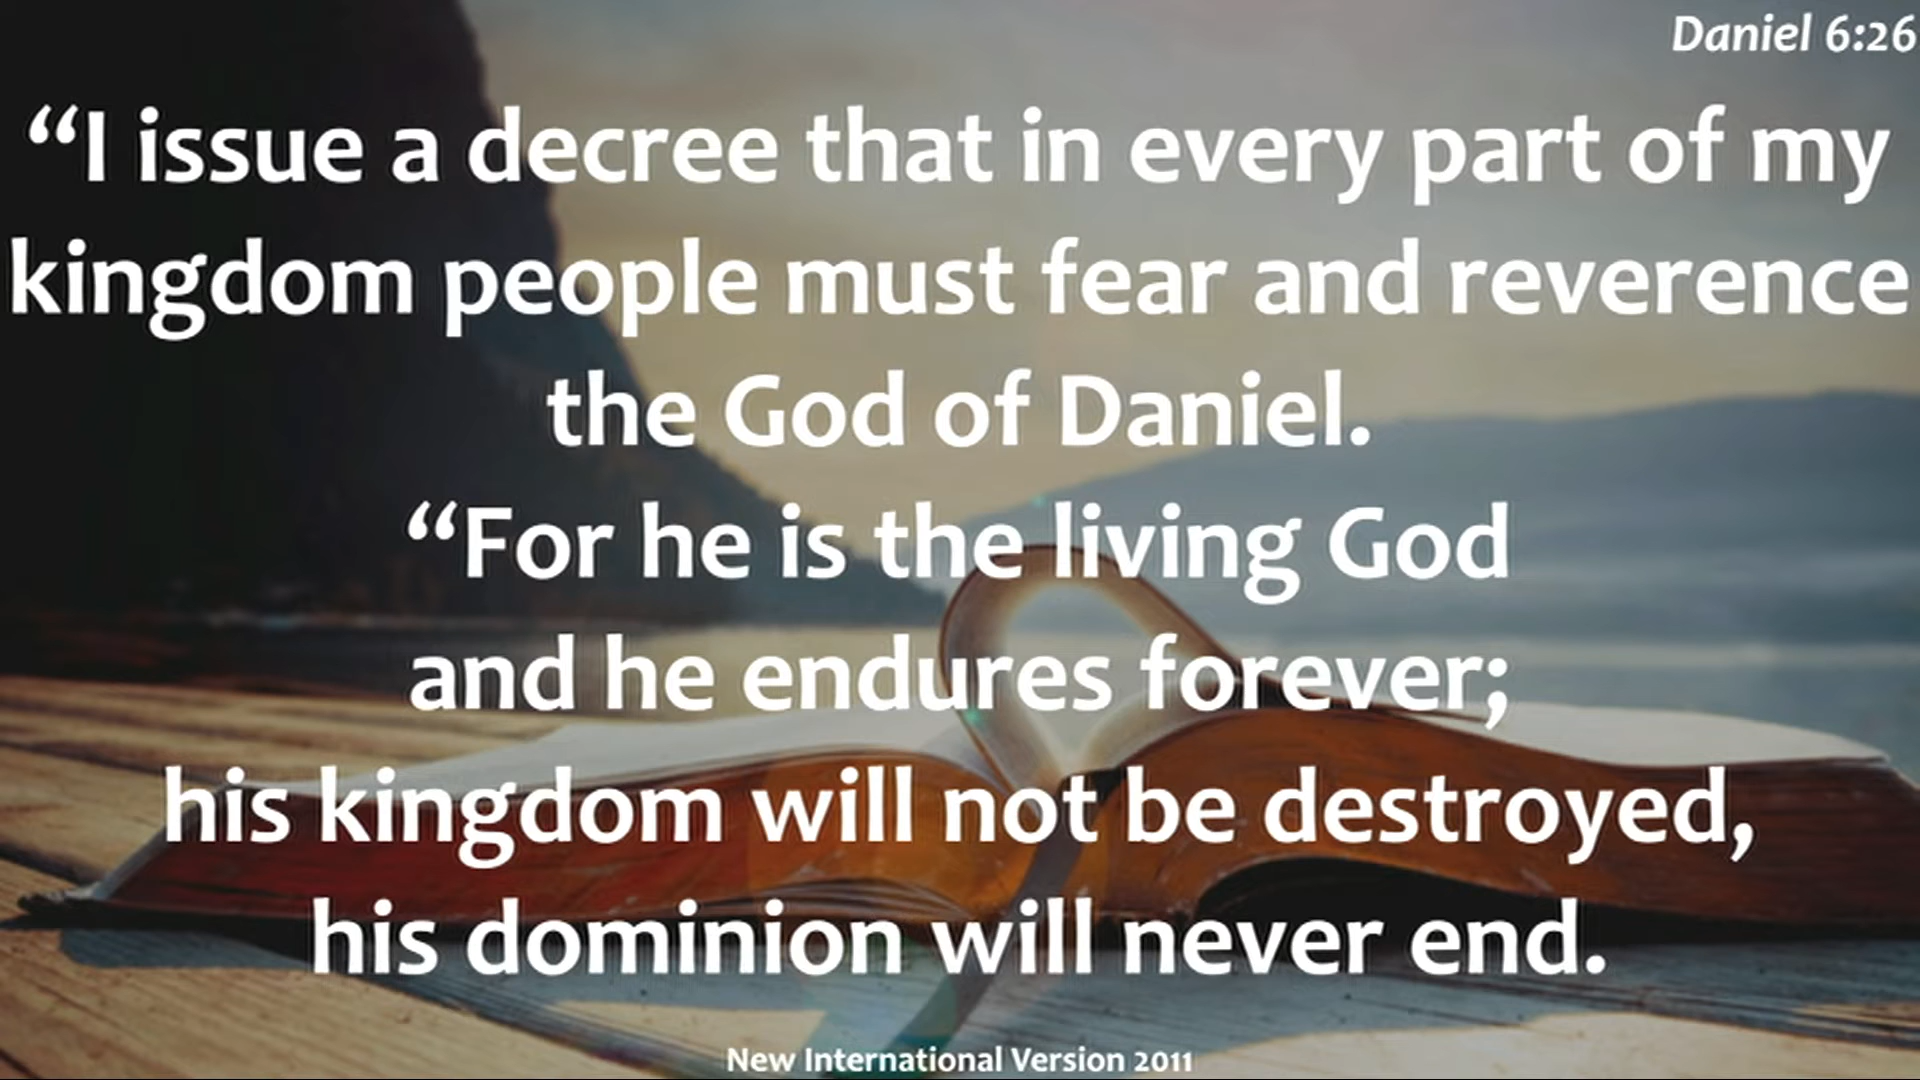 Daniel 6:26
“I issue a decree that in every part of my
kingdom people must fear and reverence
the God of Daniel.
“For he is the living God
and he endures forever;
his kingdom will not be destroyed,
his dominion will never end.
New International Version 2011